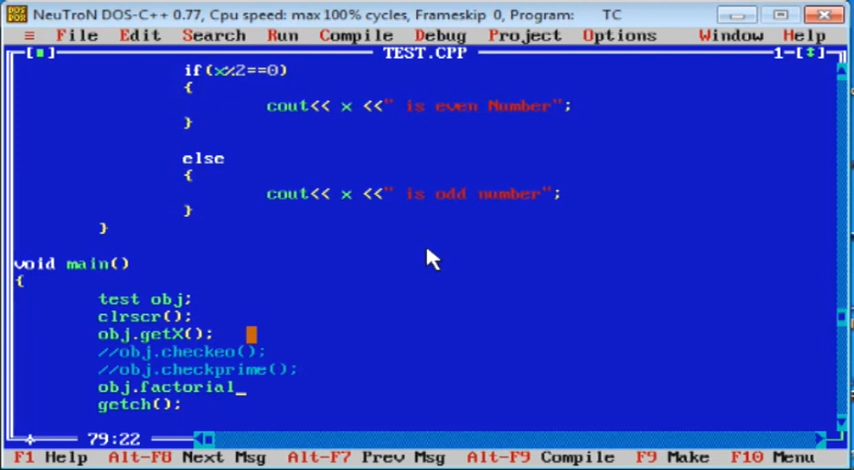 NeuTroN DOS-C++ 0.77, Cpu speed: max 100% cycles, Frameskip 0, Program: TC
≡ File Edit Search Run Compile Debug Project Options Window Help
[■] TEST.CPP 1=[↕]
if(x%2==0)
{
cout<< x <<" is even Number";
}
else
{
cout<< x <<" is odd number";
}
}
void main()
{
test obj;
clrscr();
obj.getX();
//obj.checkeo();
//obj.checkprime();
obj.factorial_
getch();
79:22
F1 Help Alt-F8 Next Msg Alt-F7 Prev Msg Alt-F9 Compile F9 Make F10 Menu